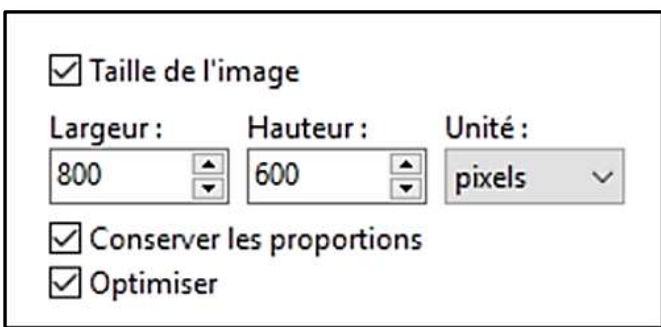 Taille de l'image
Largeur : Hauteur : Unité :
800 600 pixels
Conserver les proportions
Optimiser